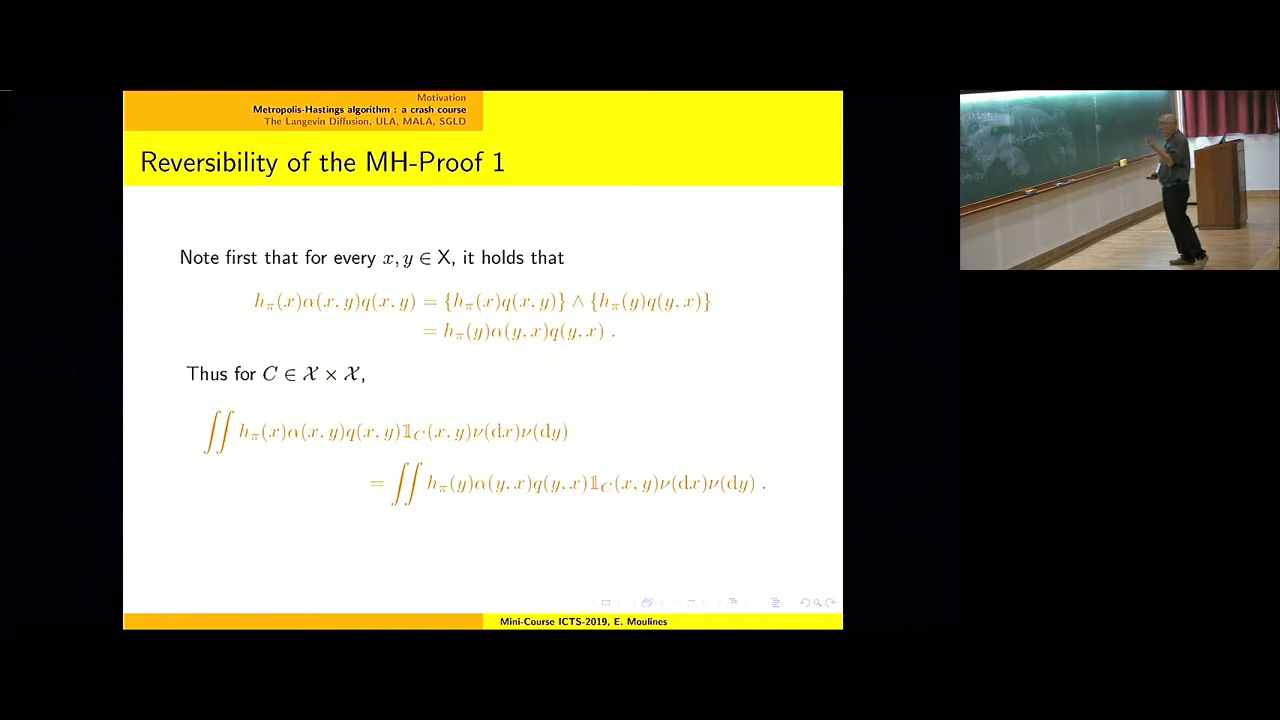 Motivation
Metropolis-Hastings algorithm : a crash course
The Langevin Diffusion, ULA, MALA, SGLD
Reversibility of the MH-Proof 1
Note first that for every x, y ∈ X, it holds that
h_π(x)α(x, y)q(x, y) = {h_π(x)q(x, y)} ∧ {h_π(y)q(y, x)}
= h_π(y)α(y, x)q(y, x) .
Thus for C ∈ 𝒳 × 𝒳,
∬ h_π(x)α(x, y)q(x, y)𝟙_C(x, y)ν(dx)ν(dy)
= ∬ h_π(y)α(y, x)q(y, x)𝟙_C(x, y)ν(dx)ν(dy) .
Mini-Course ICTS-2019, E. Moulines